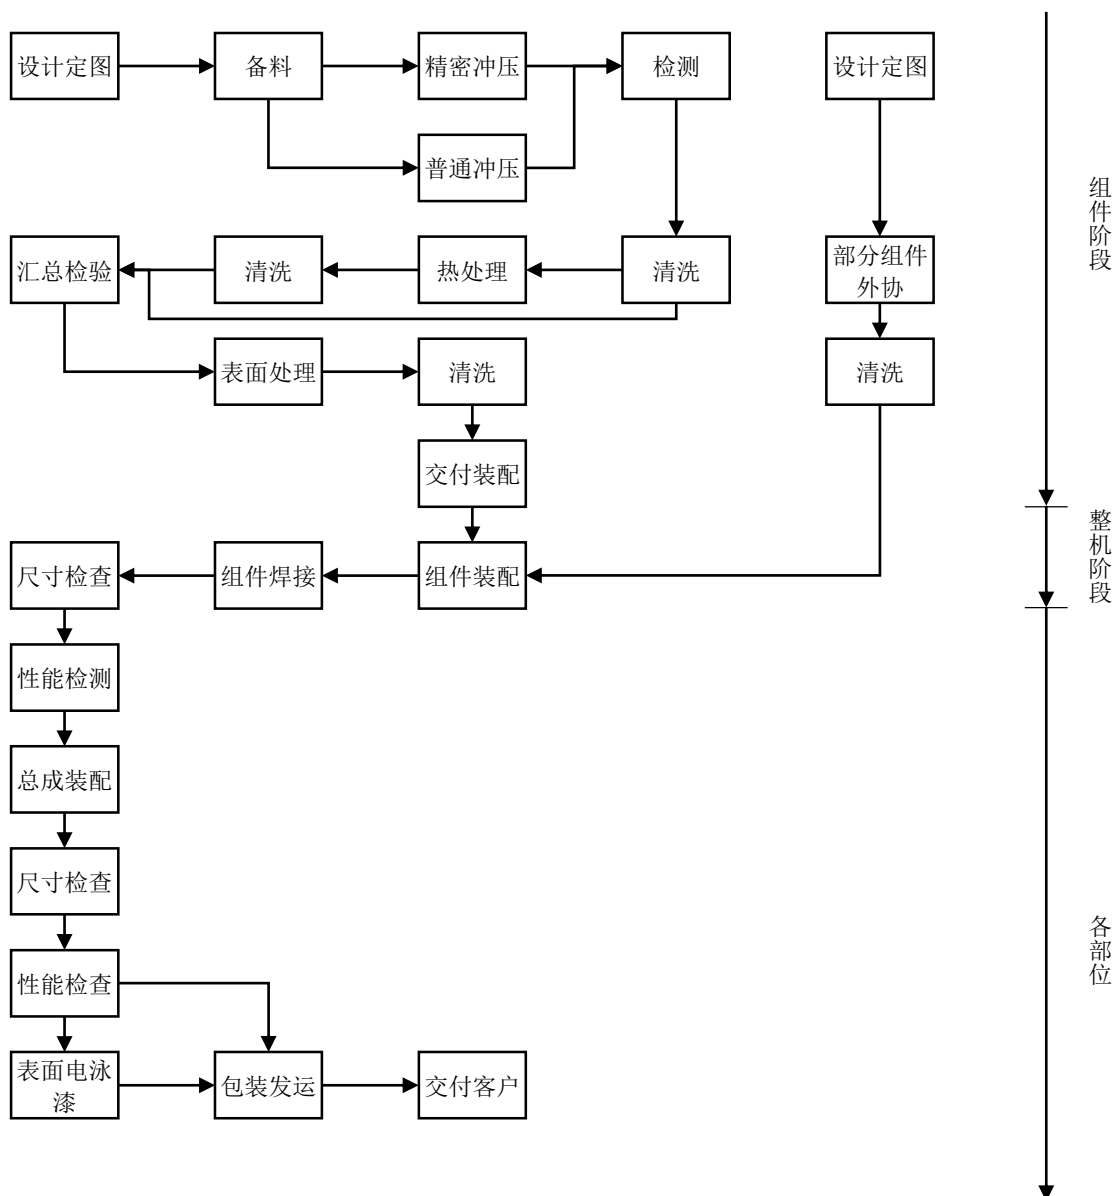 设计定图
备料
精密冲压
检测
设计定图
普通冲压
组件阶段
汇总检验
清洗
热处理
清洗
部分组件
外协
表面处理
清洗
清洗
交付装配
整机阶段
尺寸检查
组件焊接
组件装配
性能检测
总成装配
尺寸检查
各部位
性能检查
表面电泳
漆
包装发运
交付客户